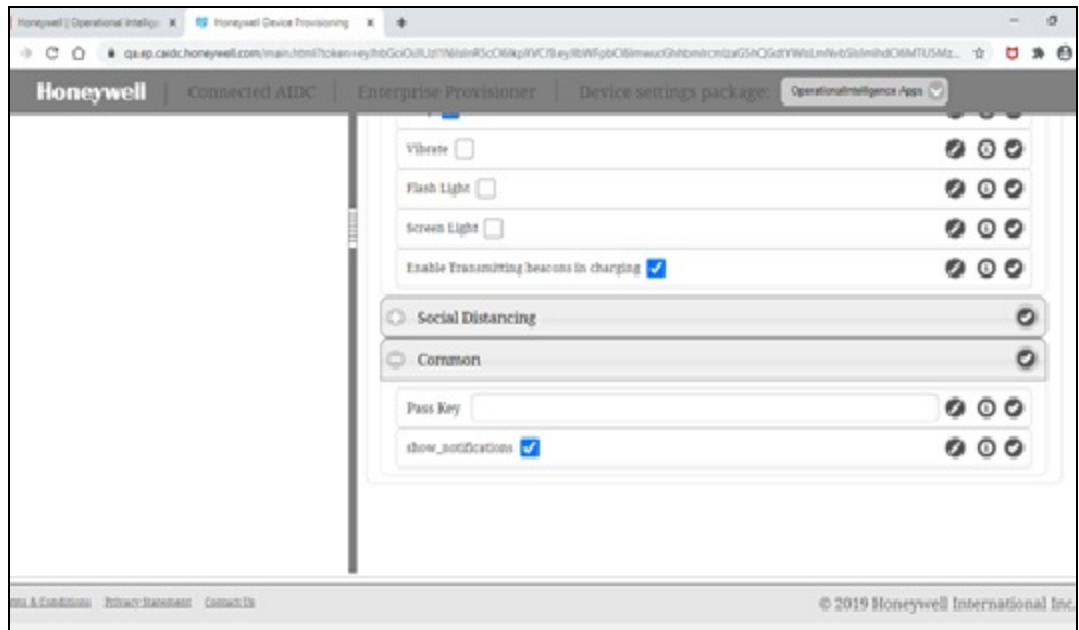 Honeywell | Operational Intellig
Honeywell Device Provisioning
Honeywell | Connected AIDC | Enterprise Provisioner | Device settings package: OperationalIntelligence Apps
Vibrate
Flash Light
Screen Light
Enable Transmitting beacons in charging
Social Distancing
Common
Pass Key
show_notifications
ms & Conditions Privacy Statement Contact Us
© 2019 Honeywell International Inc.